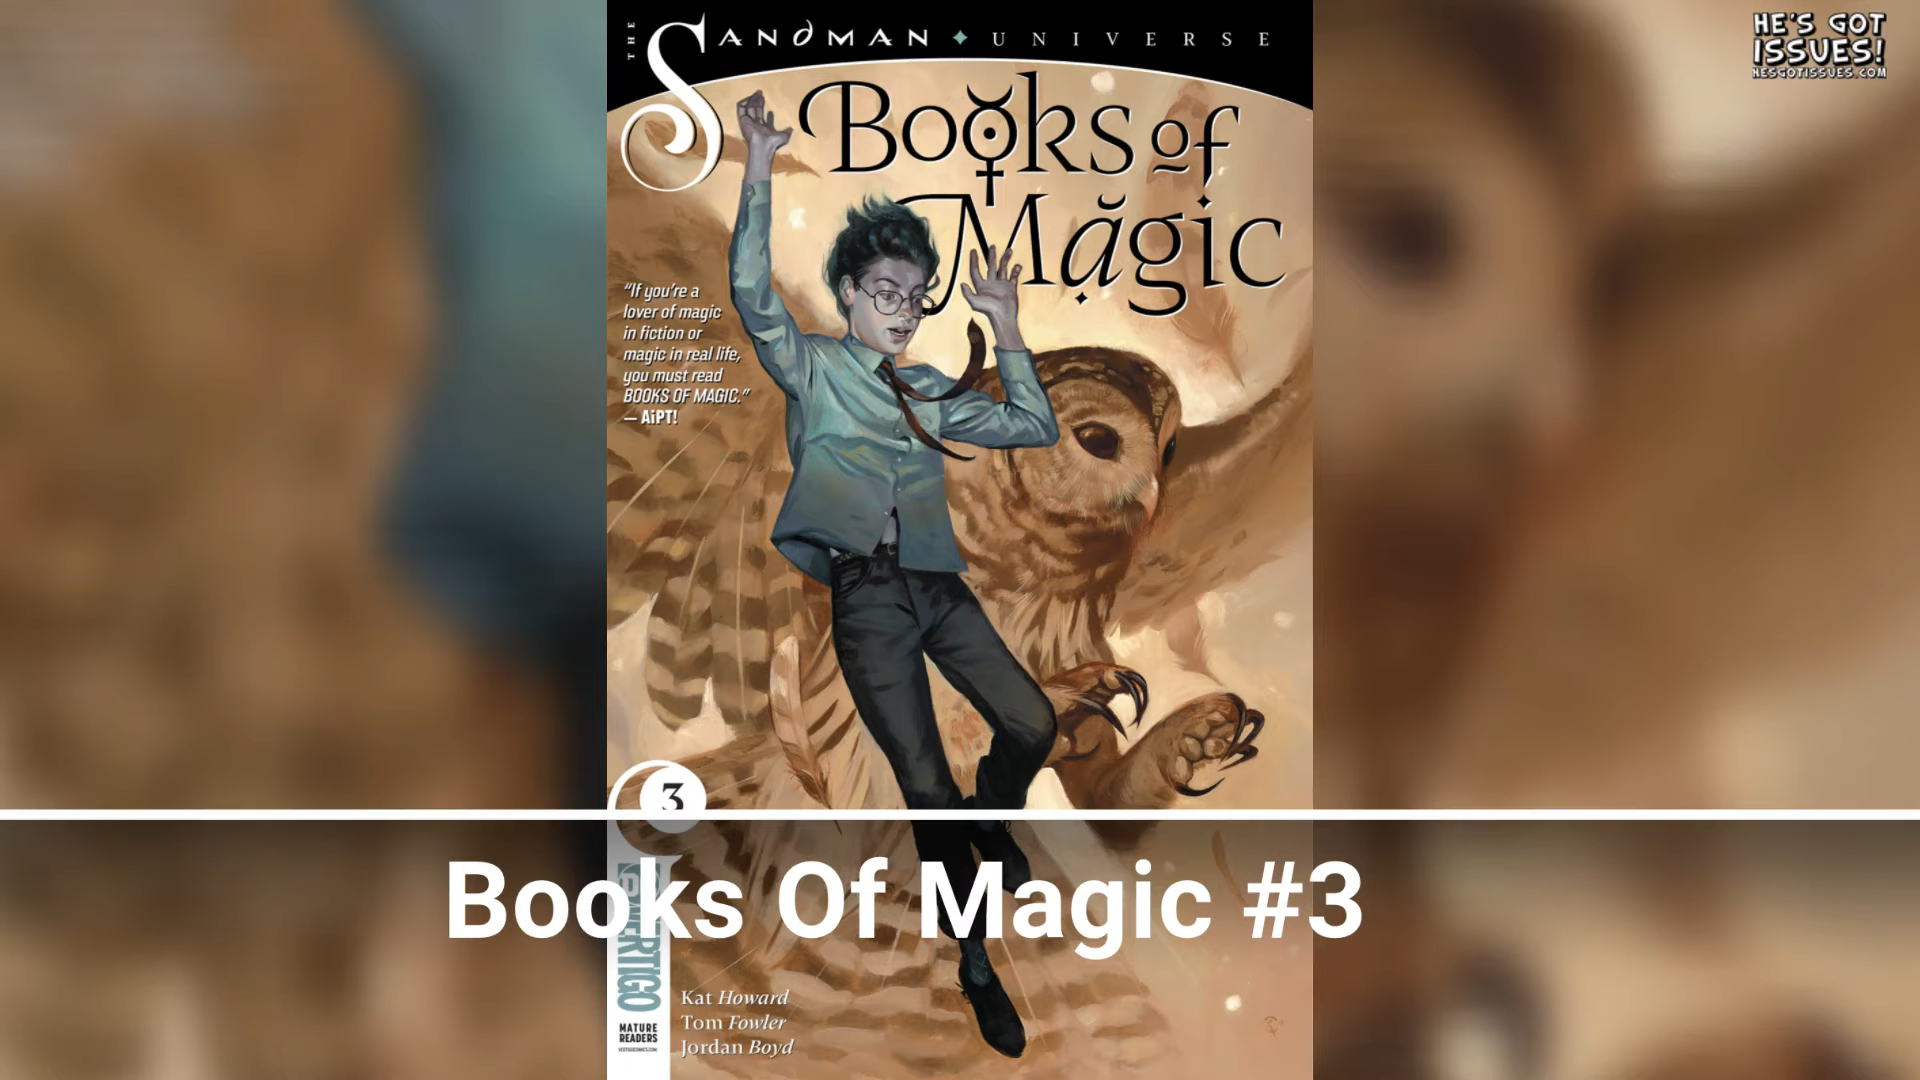 THE SANDMAN UNIVERSE
HE'S GOT
ISSUES!
HESGOTISSUES.COM
Books of
Magic
"If you're a
lover of magic
in fiction or
magic in real life,
you must read
BOOKS OF MAGIC."
— AiPT!
3
Books Of Magic #3
VERTIGO
MATURE
READERS
Kat Howard
Tom Fowler
Jordan Boyd